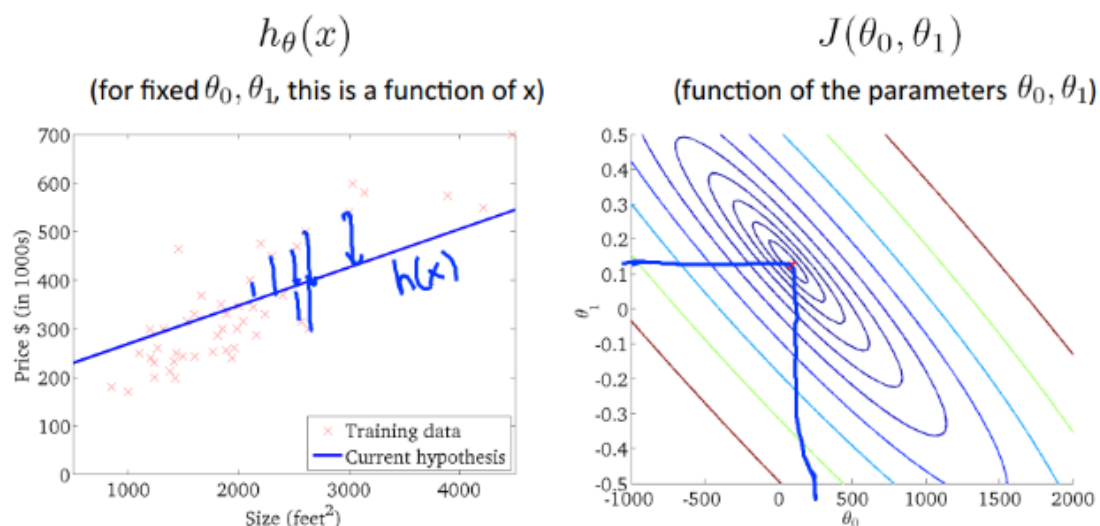 h_θ(x)
(for fixed θ₀, θ₁, this is a function of x)
700
600
500
400
300
200
100
0
Price $ (in 1000s)
1000
2000
3000
4000
Size (feet²)
h(x)
Training data
Current hypothesis
J(θ₀, θ₁)
(function of the parameters θ₀, θ₁)
0.5
0.4
0.3
0.2
0.1
0
-0.1
-0.2
-0.3
-0.4
-0.5
θ₁
-1000
-500
0
500
1000
1500
2000
θ₀